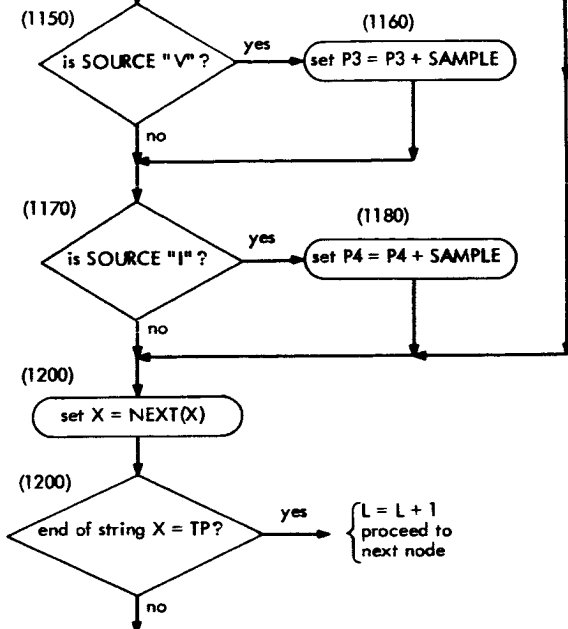 (1150)
is SOURCE "V" ?
yes
(1160)
set P3 = P3 + SAMPLE
no
(1170)
is SOURCE "I" ?
yes
(1180)
set P4 = P4 + SAMPLE
no
(1200)
set X = NEXT(X)
(1200)
end of string X = TP?
yes
L = L + 1
proceed to
next node
no